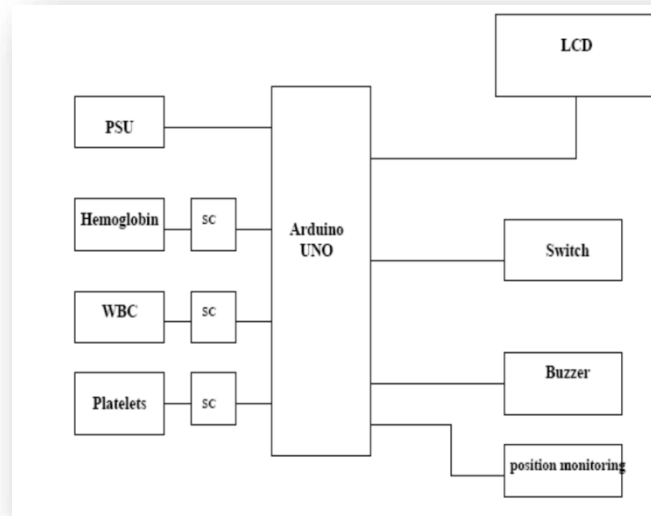 LCD
PSU
Hemoglobin
SC
Arduino
UNO
Switch
WBC
SC
Buzzer
Platelets
SC
position monitoring